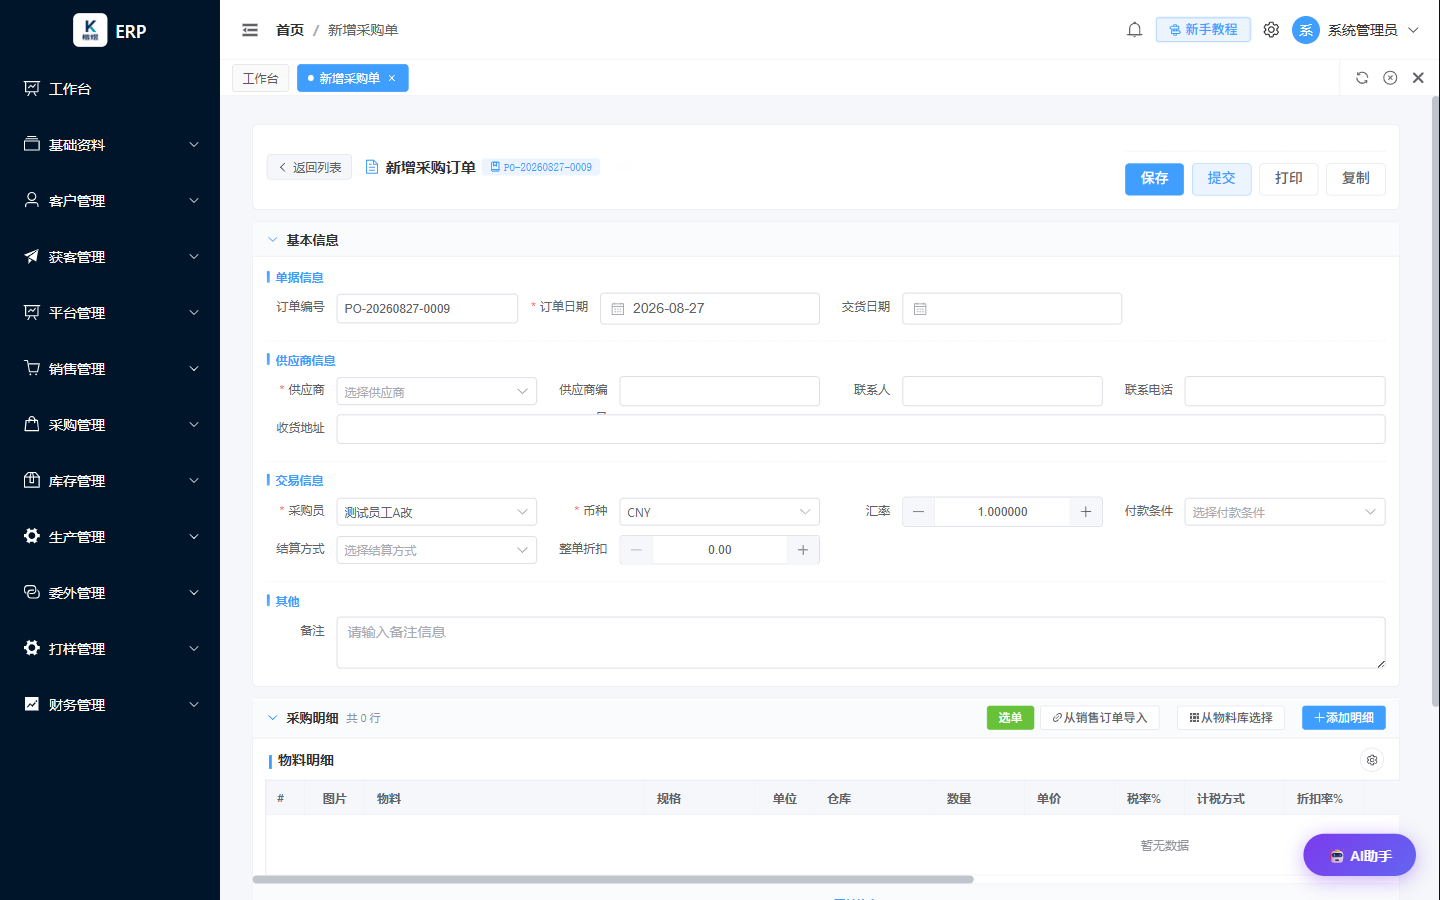 K
ERP
工作台
基础资料
客户管理
获客管理
平台管理
销售管理
采购管理
库存管理
生产管理
委外管理
打样管理
财务管理
首页 / 新增采购单
新手教程
系 系统管理员
工作台
新增采购单 ×
返回列表
新增采购订单
PO-20260827-0009
保存 提交 打印 复制
基本信息
单据信息
订单编号 PO-20260827-0009 * 订单日期 2026-08-27 交货日期
供应商信息
* 供应商 选择供应商 供应商编 联系人 联系电话
收货地址
交易信息
* 采购员 测试员工A改 * 币种 CNY 汇率 — 1.000000 + 付款条件 选择付款条件
结算方式 选择结算方式 整单折扣 — 0.00 +
其他
备注 请输入备注信息
采购明细 共 0 行
选单 从销售订单导入 从物料库选择 +添加明细
物料明细
# 图片 物料 规格 单位 仓库 数量 单价 税率% 计税方式 折扣率%
暂无数据
AI助手